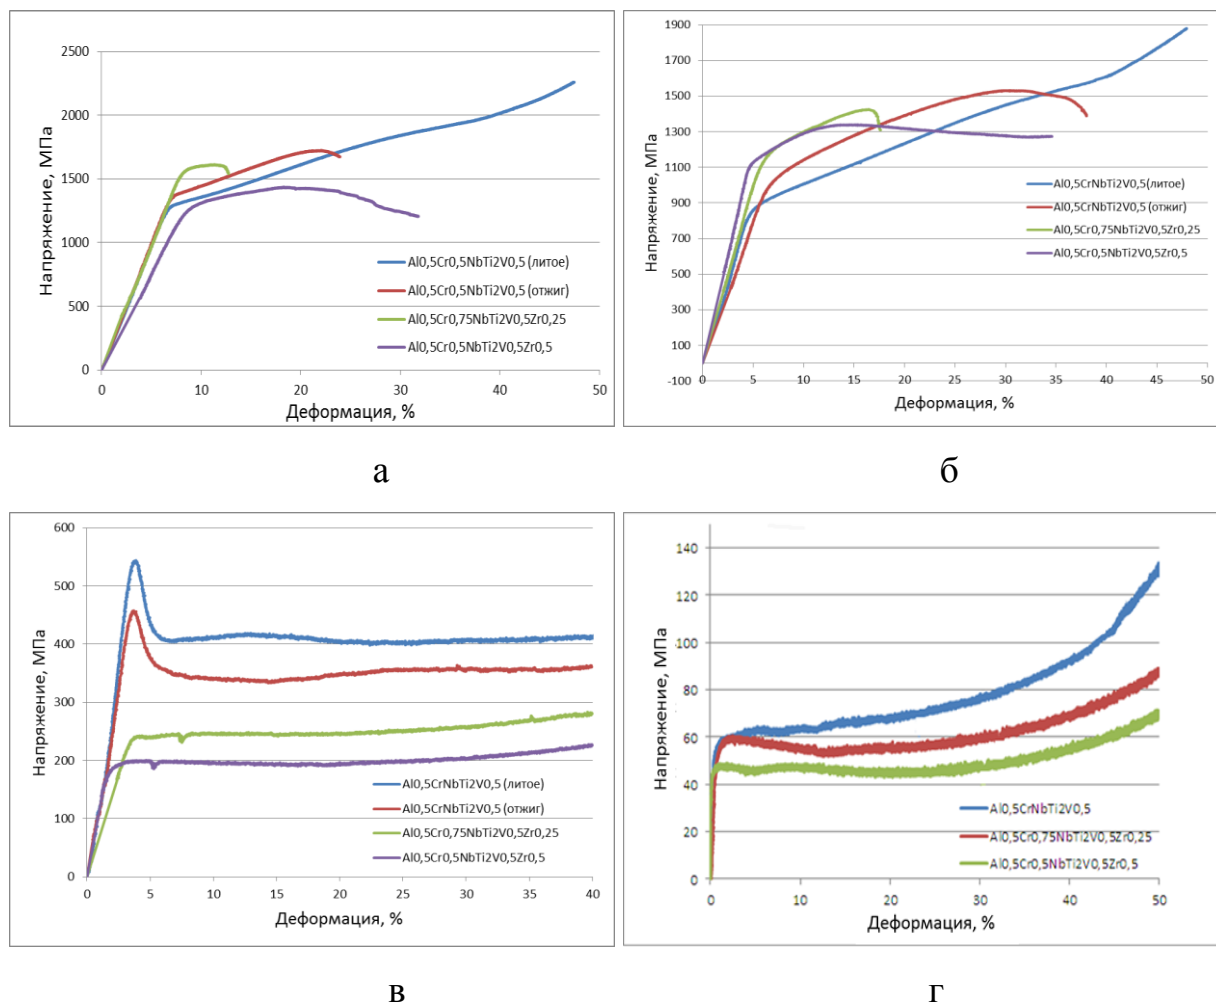 2500
2000
1500
1000
500
0
0 10 20 30 40 50
Напряжение, МПа
Деформация, %
Al0,5Cr0,5NbTi2V0,5 (литое)
Al0,5Cr0,5NbTi2V0,5 (отжиг)
Al0,5Cr0,75NbTi2V0,5Zr0,25
Al0,5Cr0,5NbTi2V0,5Zr0,5
а
1900
1700
1500
1300
1100
900
700
500
300
100
-100
0 5 10 15 20 25 30 35 40 45 50
Напряжение, МПа
Деформация, %
Al0,5CrNbTi2V0,5(литое)
Al0,5CrNbTi2V0,5 (отжиг)
Al0,5Cr0,75NbTi2V0,5Zr0,25
Al0,5Cr0,5NbTi2V0,5Zr0,5
б
600
500
400
300
200
100
0
0 5 10 15 20 25 30 35 40
Напряжение, МПа
Деформация, %
Al0,5CrNbTi2V0,5 (литое)
Al0,5CrNbTi2V0,5 (отжиг)
Al0,5Cr0,75NbTi2V0,5Zr0,25
Al0,5Cr0,5NbTi2V0,5Zr0,5
в
140
120
100
80
60
40
20
0
0 10 20 30 40 50
Напряжение, МПа
Деформация, %
Al0,5CrNbTi2V0,5
Al0,5Cr0,75NbTi2V0,5Zr0,25
Al0,5Cr0,5NbTi2V0,5Zr0,5
г